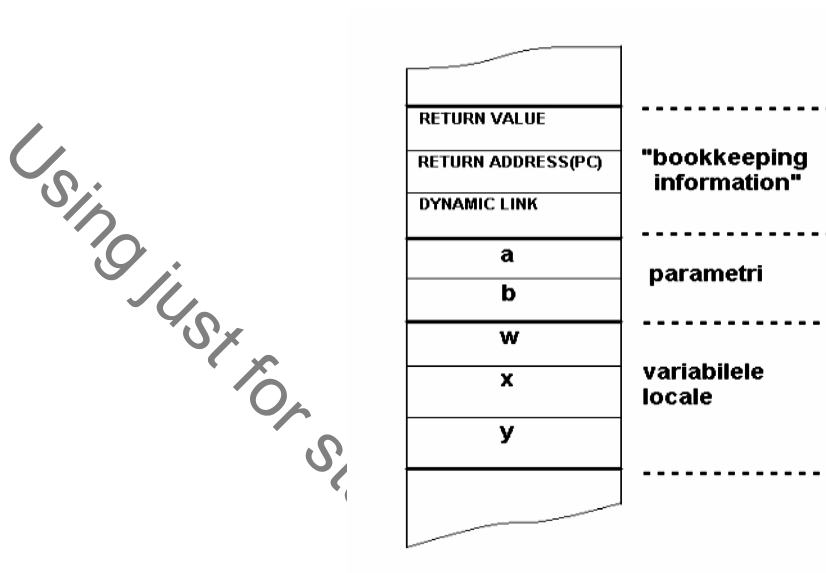 RETURN VALUE
RETURN ADDRESS(PC)
DYNAMIC LINK
"bookkeeping
information"
a
b
parametri
w
x
y
variabilele
locale
Using just for